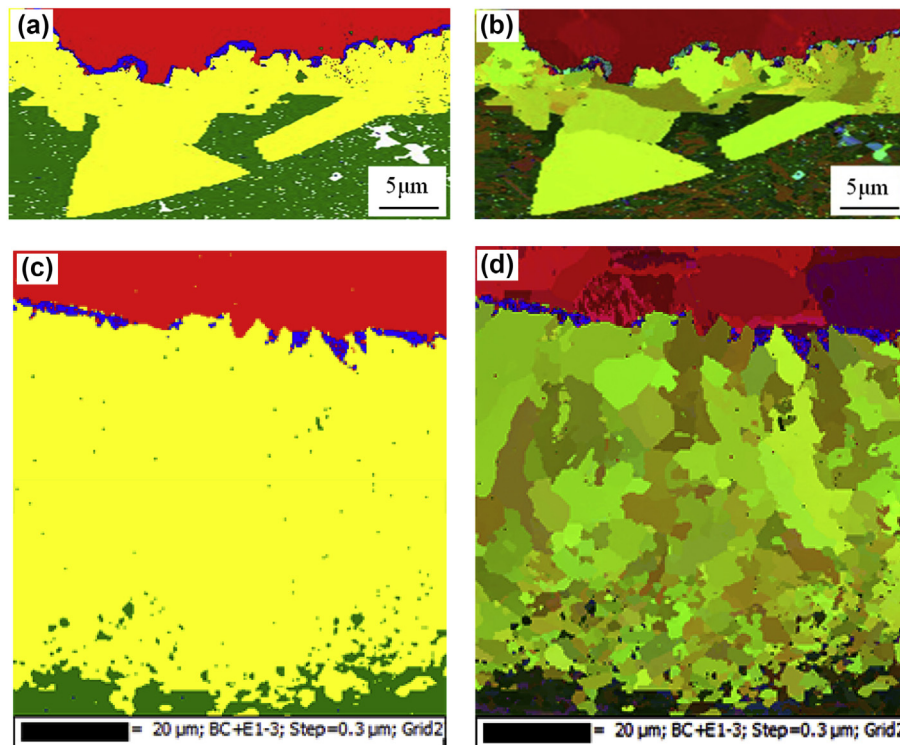 (a)
(b)
5μm
5μm
(c)
(d)
= 20 μm; BC+E1-3; Step=0.3 μm; Grid2
= 20 μm; BC+E1-3; Step=0.3 μm; Grid2